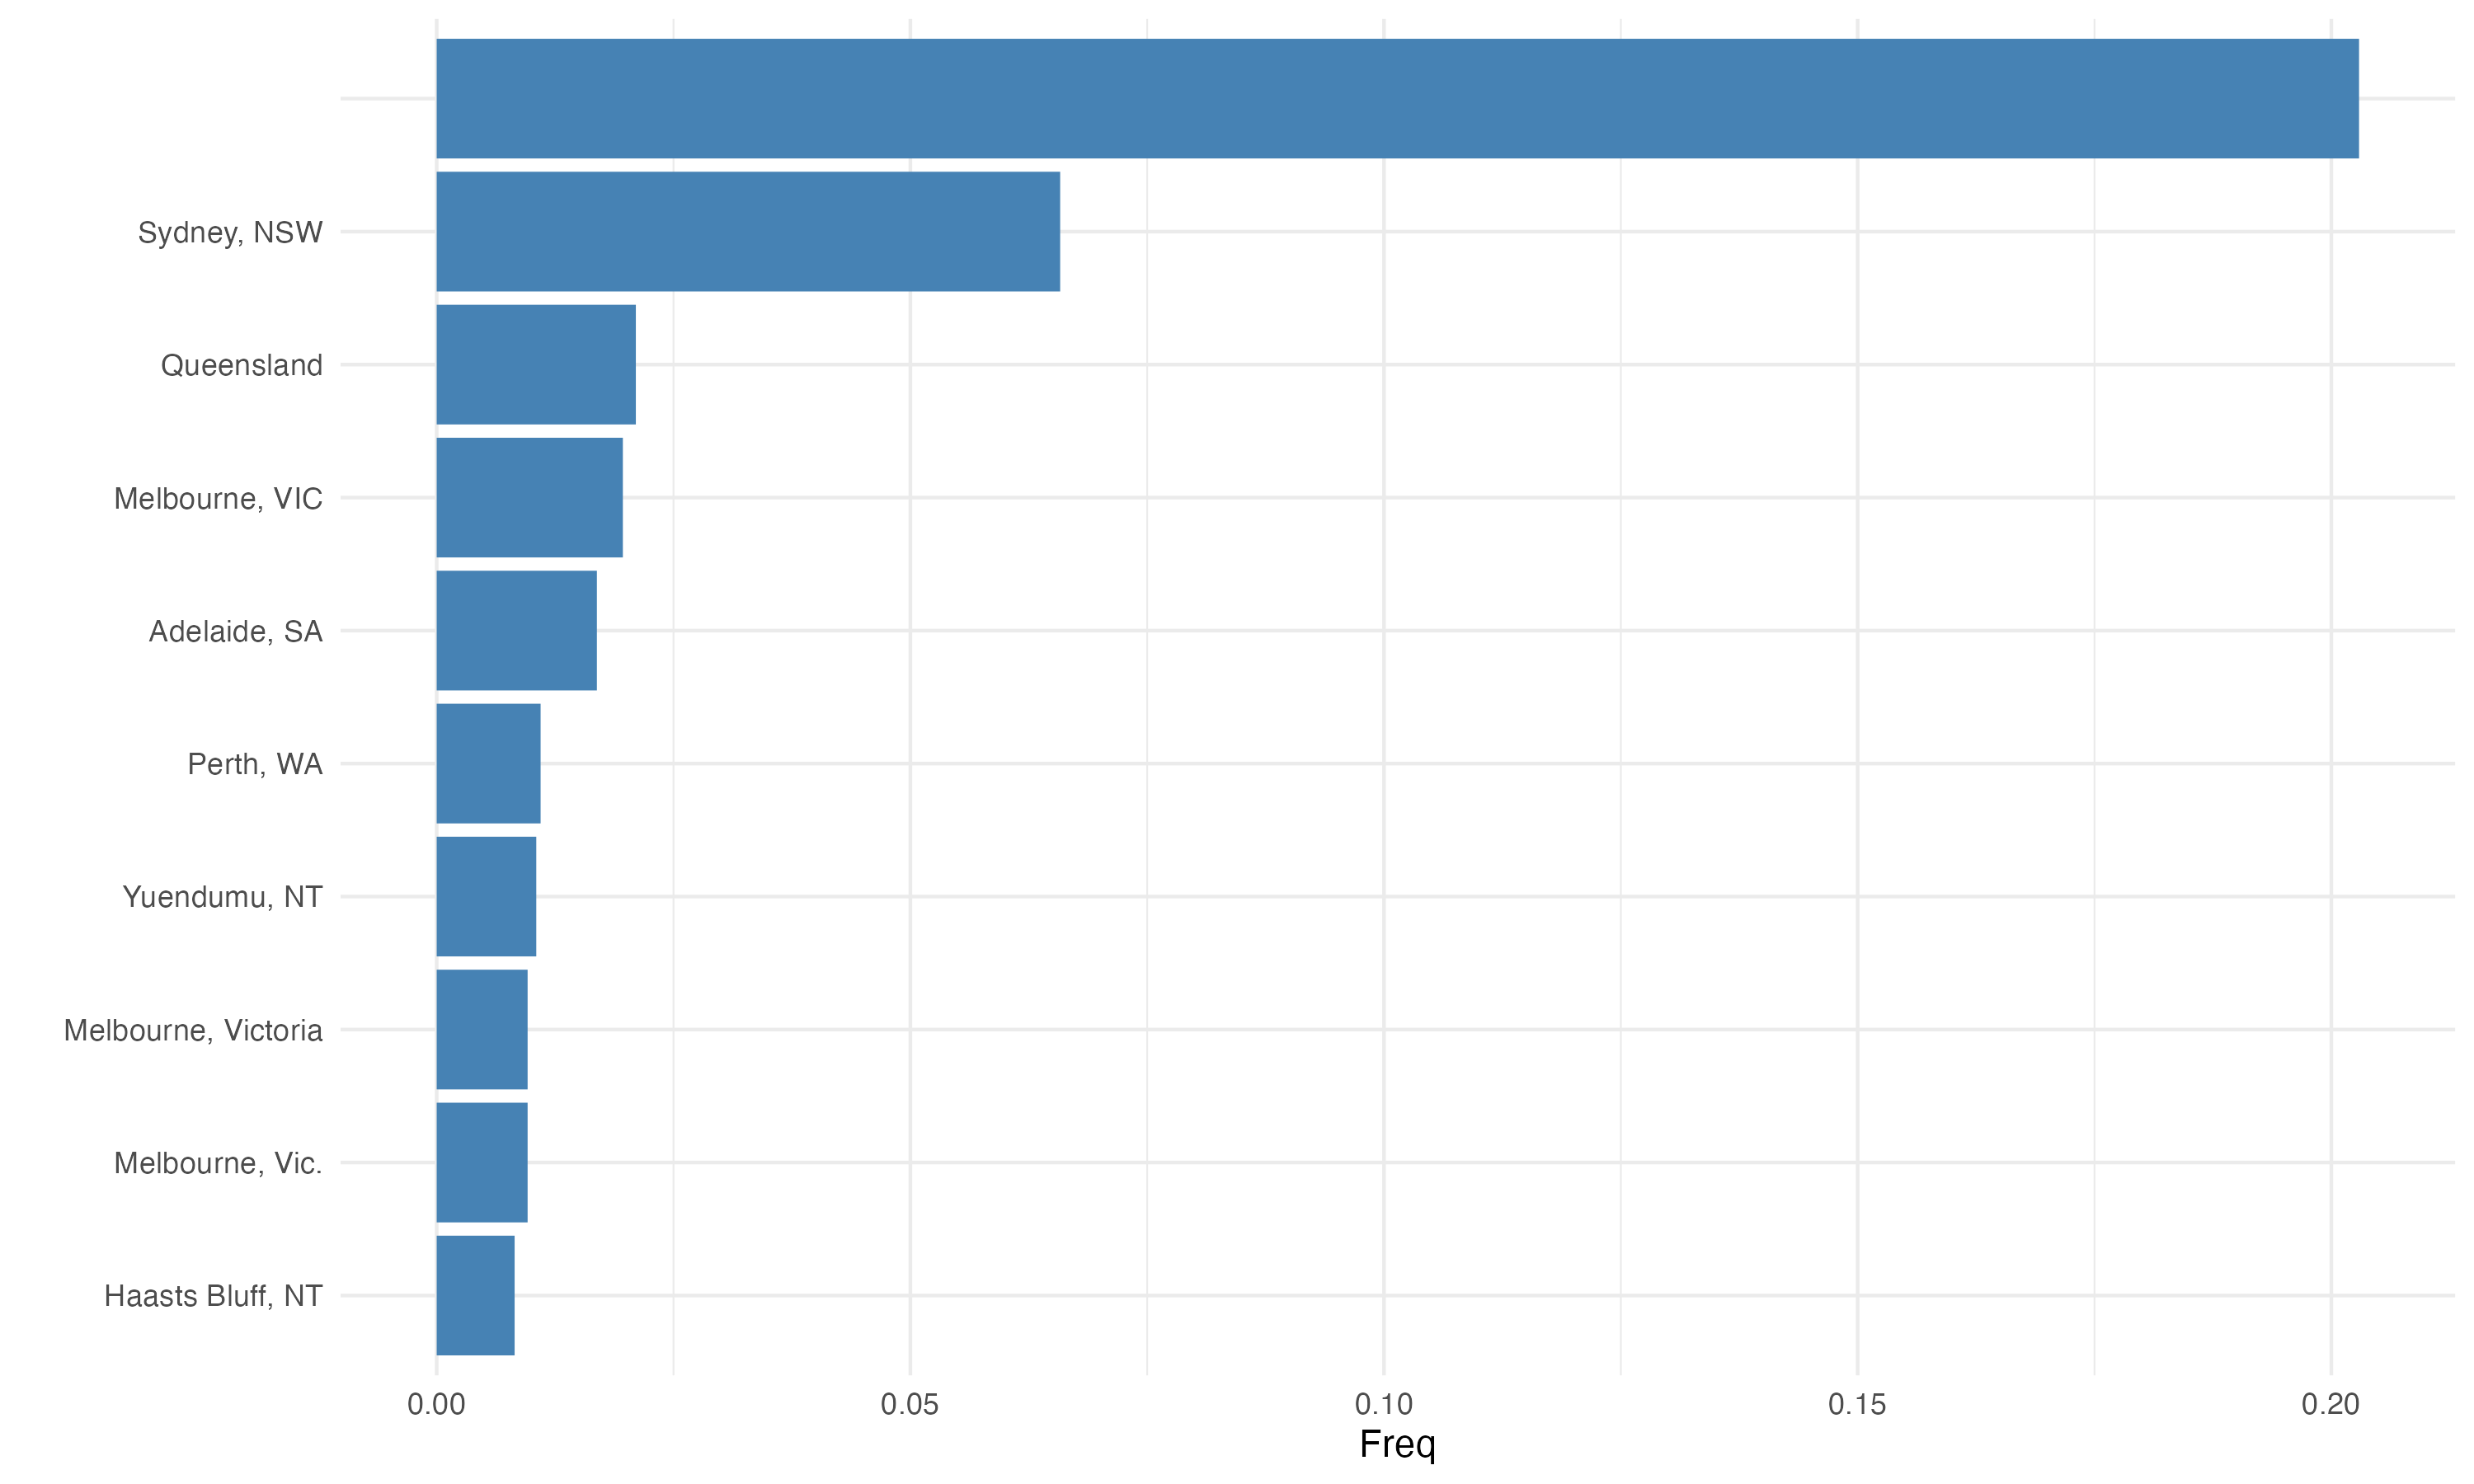 Sydney, NSW
Queensland
Melbourne, VIC
Adelaide, SA
Perth, WA
Yuendumu, NT
Melbourne, Victoria
Melbourne, Vic.
Haasts Bluff, NT
0.00 0.05 0.10 0.15 0.20
Freq